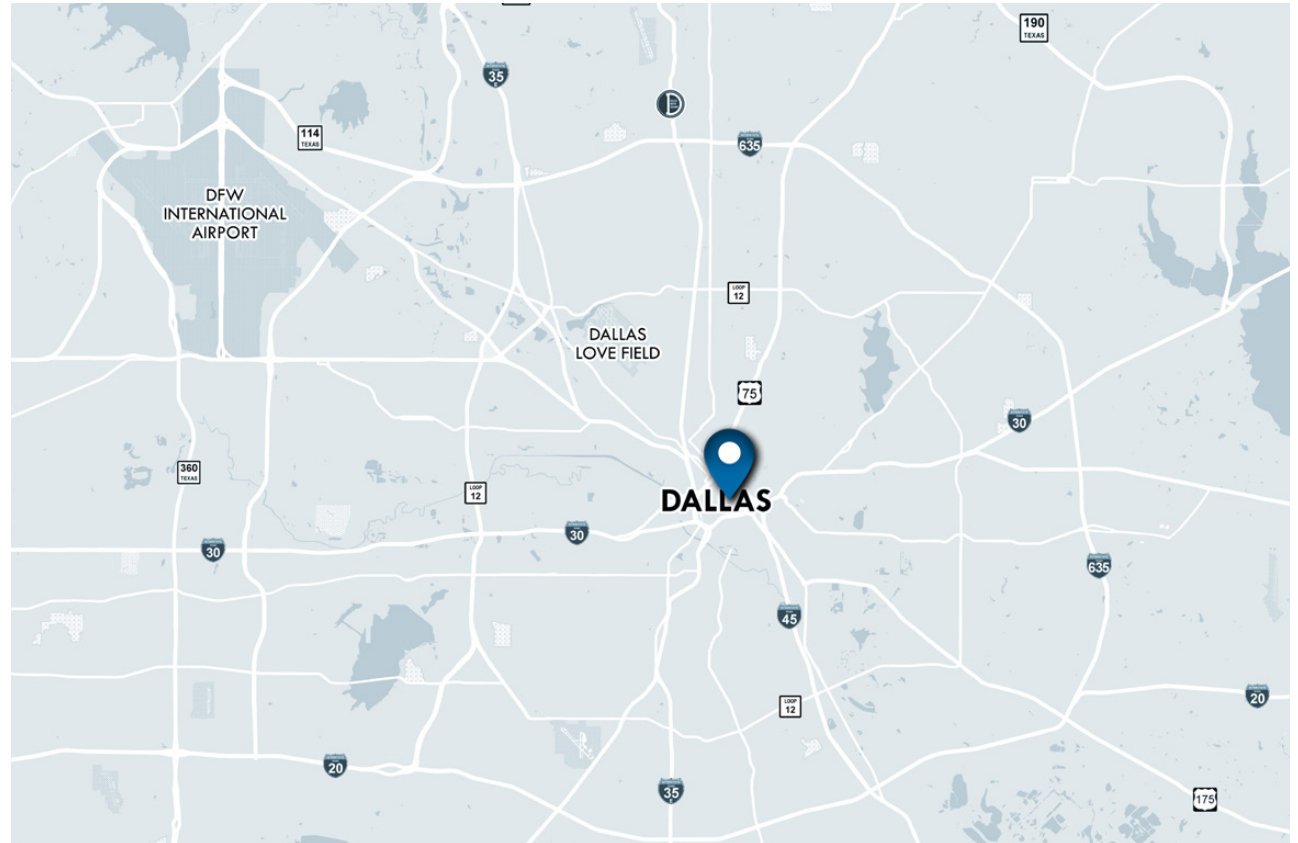 190
TEXAS
35
E
114
TEXAS
635
DFW
INTERNATIONAL
AIRPORT
LOOP
12
DALLAS
LOVE FIELD
75
30
360
TEXAS
LOOP
12
DALLAS
30
30
635
45
LOOP
12
20
20
35
E
175